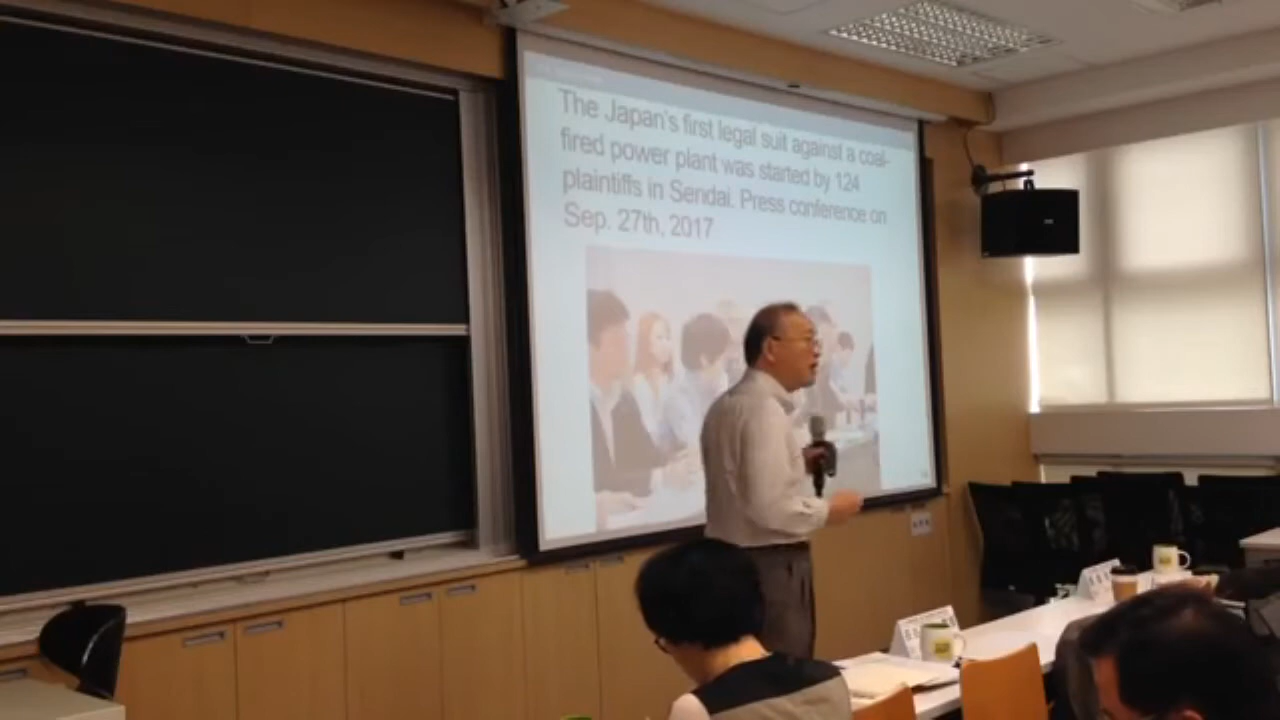 The Japan's first legal suit against a coal-
fired power plant was started by 124
plaintiffs in Sendai. Press conference on
Sep. 27th, 2017